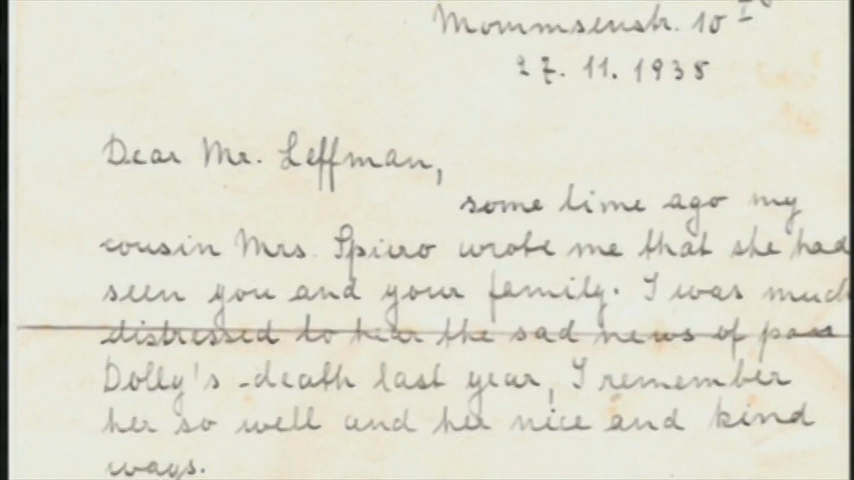 Mommsenstr. 10 I
27. 11. 1938
Dear Mr. Leffman,
some time ago my
cousin Mrs. Spiero wrote me that she had
seen you and your family. I was much
distressed to hear the sad news of poor
Dolly's death last year, I remember
her so well and her nice and kind
ways.